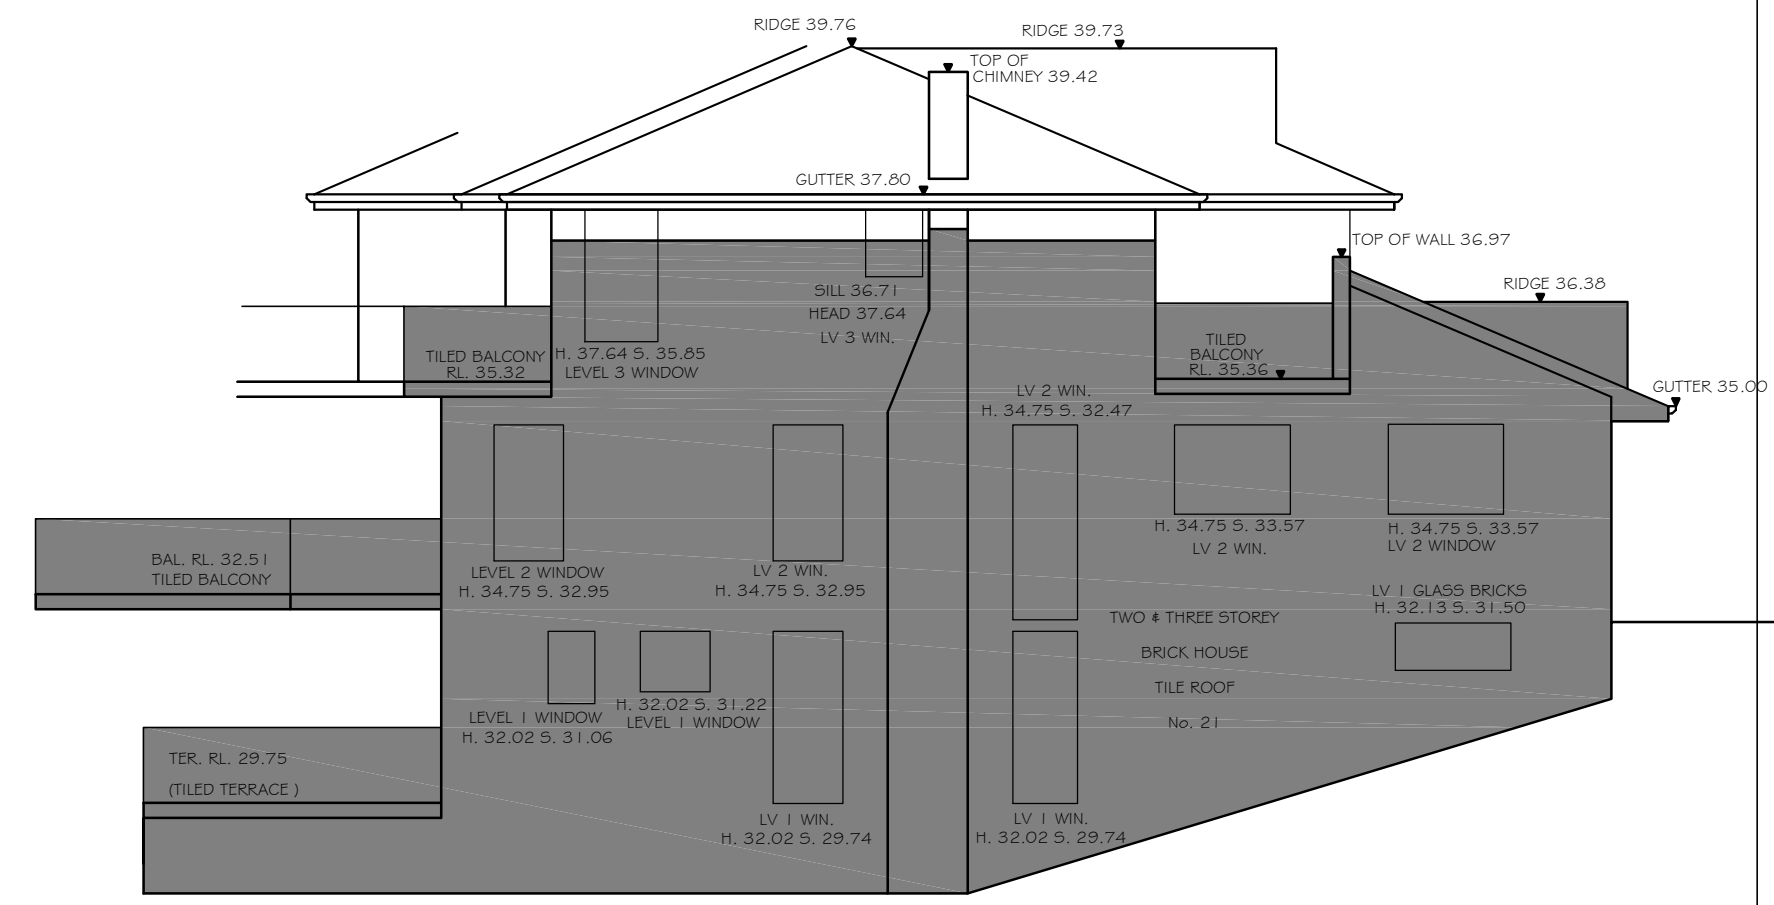 RIDGE 39.76
RIDGE 39.73
TOP OF
CHIMNEY 39.42
GUTTER 37.80
TOP OF WALL 36.97
RIDGE 36.38
SILL 36.71
HEAD 37.64
LV 3 WIN.
TILED BALCONY
RL. 35.32
H. 37.64 S. 35.85
LEVEL 3 WINDOW
TILED
BALCONY
RL. 35.36
GUTTER 35.00
LV 2 WIN.
H. 34.75 S. 32.47
H. 34.75 S. 33.57
LV 2 WIN.
H. 34.75 S. 33.57
LV 2 WINDOW
BAL. RL. 32.51
TILED BALCONY
LEVEL 2 WINDOW
H. 34.75 S. 32.95
LV 2 WIN.
H. 34.75 S. 32.95
LV 1 GLASS BRICKS
H. 32.13 S. 31.50
TWO & THREE STOREY
BRICK HOUSE
TILE ROOF
No. 21
LEVEL 1 WINDOW
H. 32.02 S. 31.06
H. 32.02 S. 31.22
LEVEL 1 WINDOW
TER. RL. 29.75
(TILED TERRACE )
LV 1 WIN.
H. 32.02 S. 29.74
LV 1 WIN.
H. 32.02 S. 29.74